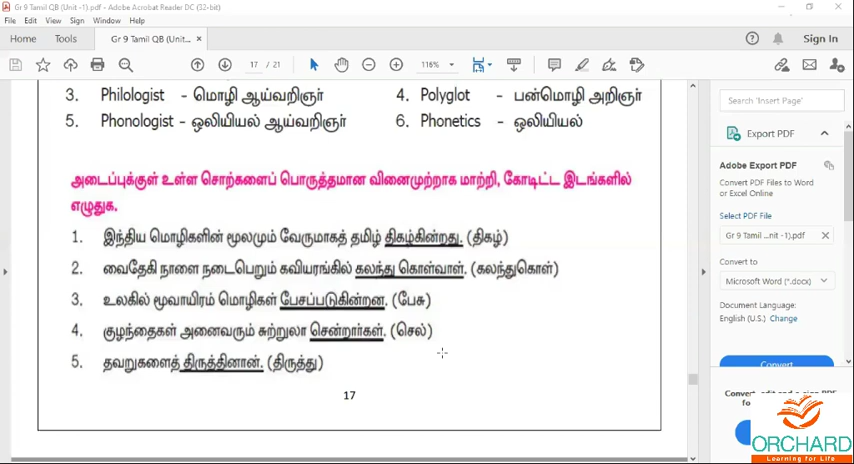 Gr 9 Tamil QB (Unit -1).pdf - Adobe Acrobat Reader DC (32-bit)
File Edit View Sign Window Help
Home Tools Gr 9 Tamil QB (Unit... × Sign In
17 / 21 116%
3. Philologist - மொழி ஆய்வறிஞர் 4. Polyglot - பன்மொழி அறிஞர்
5. Phonologist - ஒலியியல் ஆய்வறிஞர் 6. Phonetics - ஒலியியல்
அடைப்புக்குள் உள்ள சொற்களைப் பொருத்தமான வினைமுற்றாக மாற்றி, கோடிட்ட இடங்களில்
எழுதுக.
1. இந்திய மொழிகளின் மூலமும் வேருமாகத் தமிழ் திகழ்கின்றது. (திகழ்)
2. வைதேகி நாளை நடைபெறும் கவியரங்கில் கலந்து கொள்வாள். (கலந்துகொள்)
3. உலகில் மூவாயிரம் மொழிகள் பேசப்படுகின்றன. (பேசு)
4. குழந்தைகள் அனைவரும் சுற்றுலா சென்றார்கள். (செல்)
5. தவறுகளைத் திருத்தினான். (திருத்து)
17
Search 'Insert Page'
Export PDF
Adobe Export PDF
Convert PDF Files to Word
or Excel Online
Select PDF File
Gr 9 Tamil ...nit -1).pdf ×
Convert to
Microsoft Word (*.docx)
Document Language:
English (U.S.) Change
Convert
Convert, edit and
ORCHARD
Learning for Life